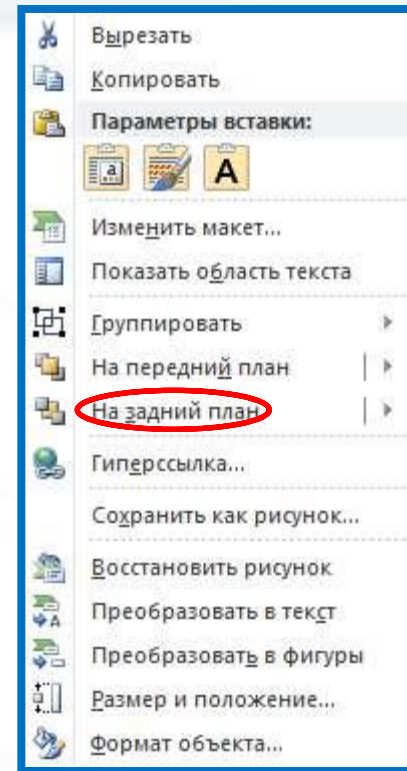 Вырезать
Копировать
Параметры вставки:
a A
Изменить макет...
Показать область текста
Группировать
На передний план
На задний план
Гиперссылка...
Сохранить как рисунок...
Восстановить рисунок
Преобразовать в текст
Преобразовать в фигуры
Размер и положение...
Формат объекта...